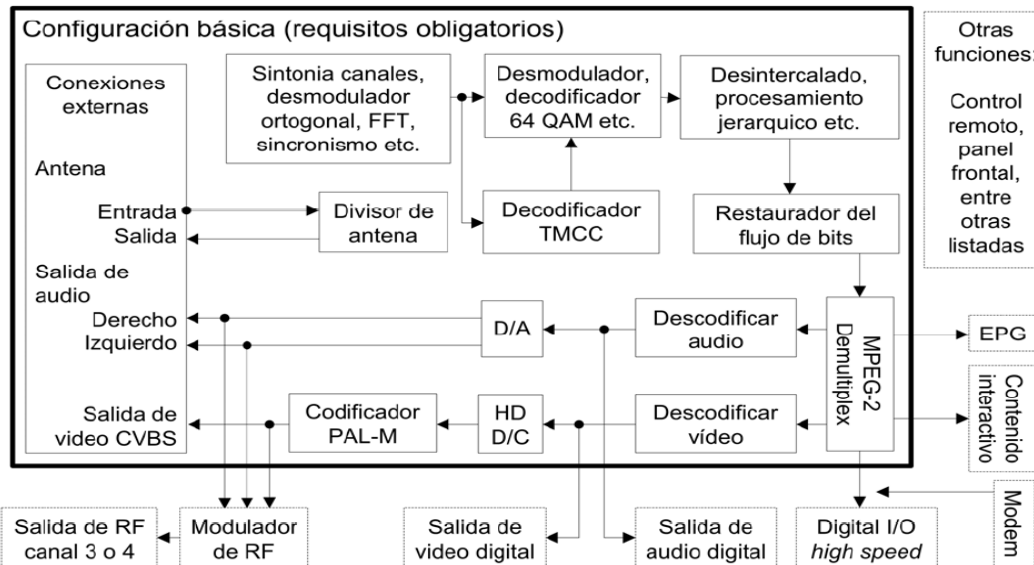 Configuración básica (requisitos obligatorios)
Conexiones
externas
Antena
Entrada
Salida
Salida de
audio
Derecho
Izquierdo
Salida de
video CVBS
Sintonia canales,
desmodulador
ortogonal, FFT,
sincronismo etc.
Desmodulador,
decodificador
64 QAM etc.
Desintercalado,
procesamiento
jerarquico etc.
Divisor de
antena
Decodificador
TMCC
Restaurador del
flujo de bits
D/A
Descodificar
audio
MPEG-2
Demultiplex
Codificador
PAL-M
HD
D/C
Descodificar
vídeo
Otras
funciones:
Control
remoto,
panel
frontal,
entre
otras
listadas
EPG
Contenido
interactivo
Modem
Salida de RF
canal 3 o 4
Modulador
de RF
Salida de
video digital
Salida de
audio digital
Digital I/O
high speed